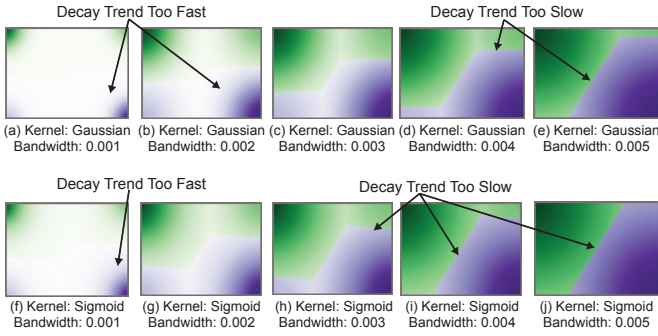 Decay Trend Too Fast
Decay Trend Too Slow
(a) Kernel: Gaussian
Bandwidth: 0.001
(b) Kernel: Gaussian
Bandwidth: 0.002
(c) Kernel: Gaussian
Bandwidth: 0.003
(d) Kernel: Gaussian
Bandwidth: 0.004
(e) Kernel: Gaussian
Bandwidth: 0.005
Decay Trend Too Fast
Decay Trend Too Slow
(f) Kernel: Sigmoid
Bandwidth: 0.001
(g) Kernel: Sigmoid
Bandwidth: 0.002
(h) Kernel: Sigmoid
Bandwidth: 0.003
(i) Kernel: Sigmoid
Bandwidth: 0.004
(j) Kernel: Sigmoid
Bandwidth: 0.005